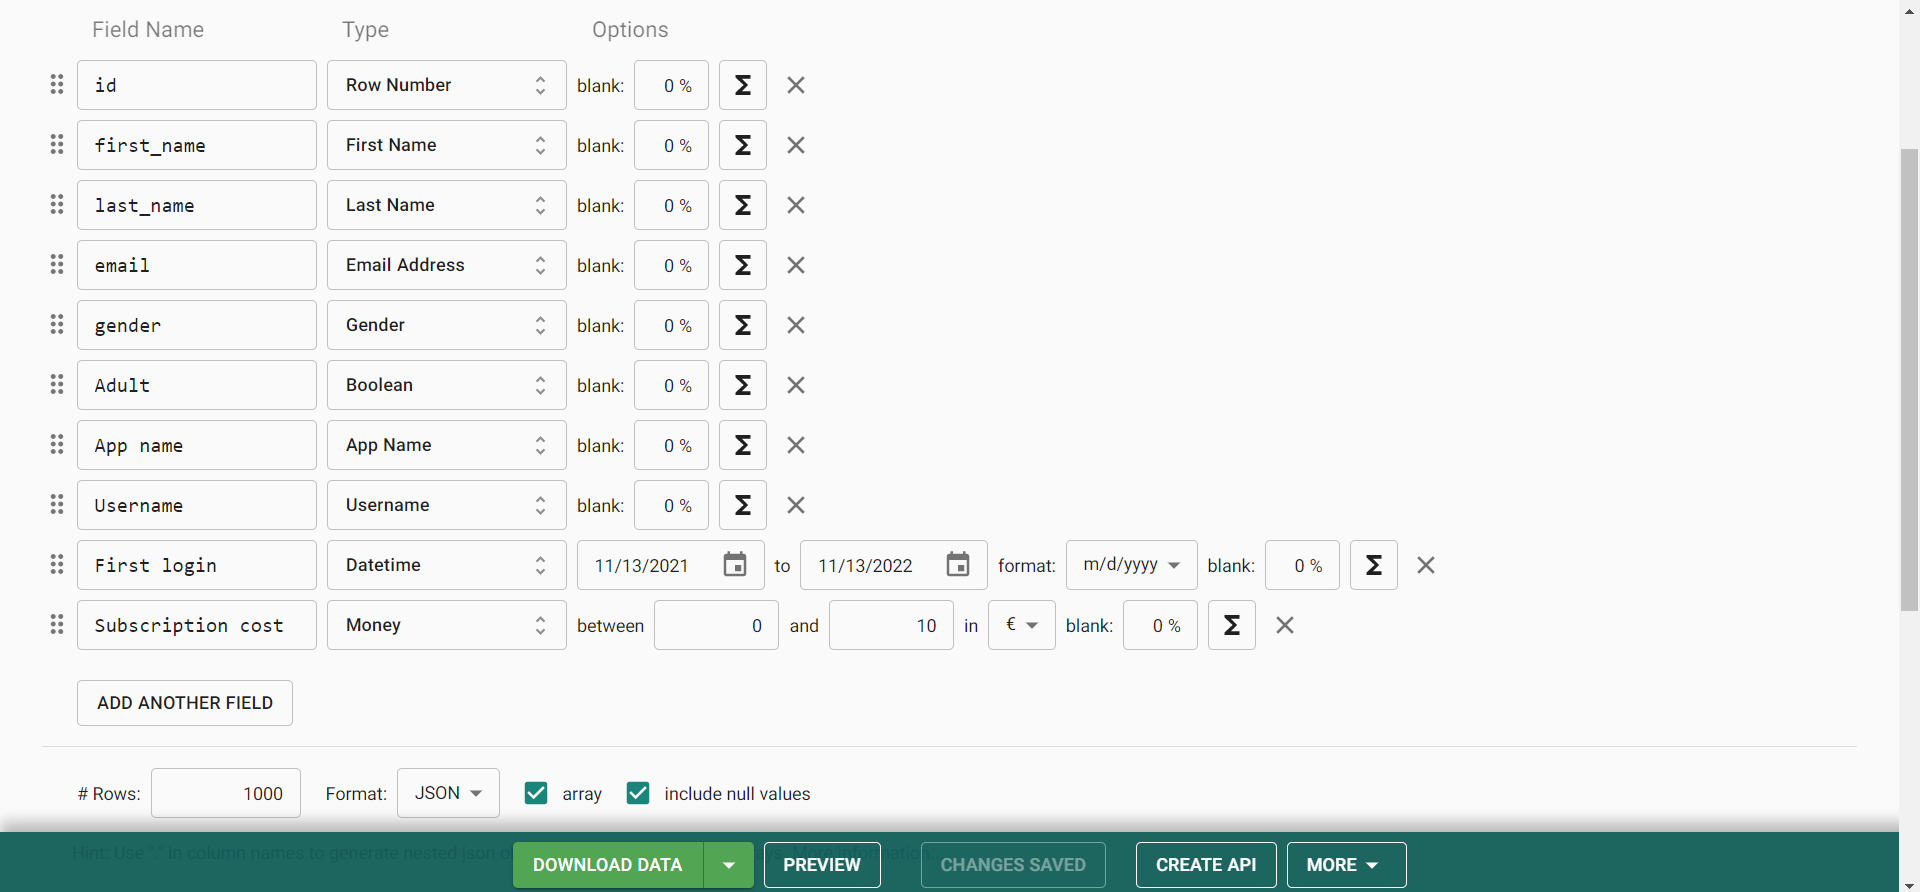 Field Name Type Options
id Row Number blank: 0 % Σ
first_name First Name blank: 0 % Σ
last_name Last Name blank: 0 % Σ
email Email Address blank: 0 % Σ
gender Gender blank: 0 % Σ
Adult Boolean blank: 0 % Σ
App name App Name blank: 0 % Σ
Username Username blank: 0 % Σ
First login Datetime 11/13/2021 to 11/13/2022 format: m/d/yyyy blank: 0 % Σ
Subscription cost Money between 0 and 10 in € blank: 0 % Σ
ADD ANOTHER FIELD
# Rows: 1000 Format: JSON array include null values
Hint: Use "." in column names to generate nested json More information
DOWNLOAD DATA PREVIEW CHANGES SAVED CREATE API MORE